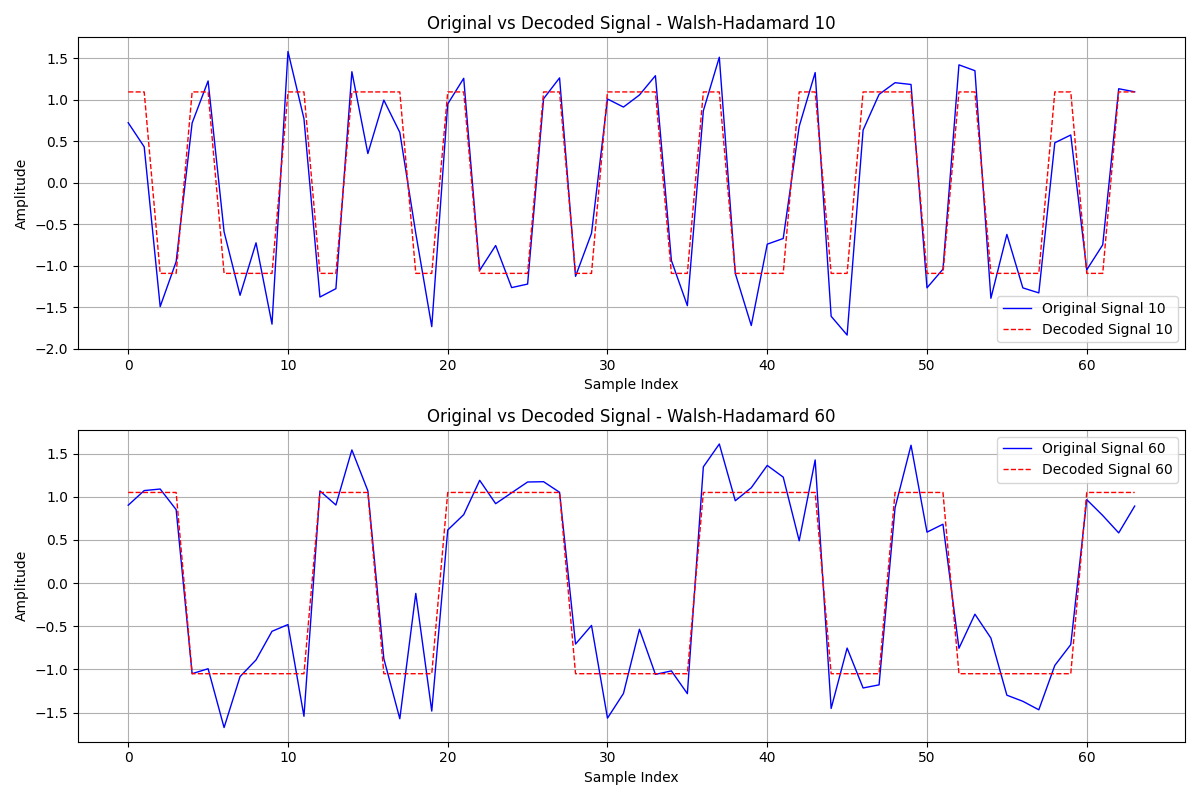 Original vs Decoded Signal - Walsh-Hadamard 10
1.5
1.0
0.5
0.0
−0.5
−1.0
−1.5
−2.0
Amplitude
Original Signal 10
Decoded Signal 10
0 10 20 30 40 50 60
Sample Index
Original vs Decoded Signal - Walsh-Hadamard 60
1.5
1.0
0.5
0.0
−0.5
−1.0
−1.5
Amplitude
Original Signal 60
Decoded Signal 60
0 10 20 30 40 50 60
Sample Index